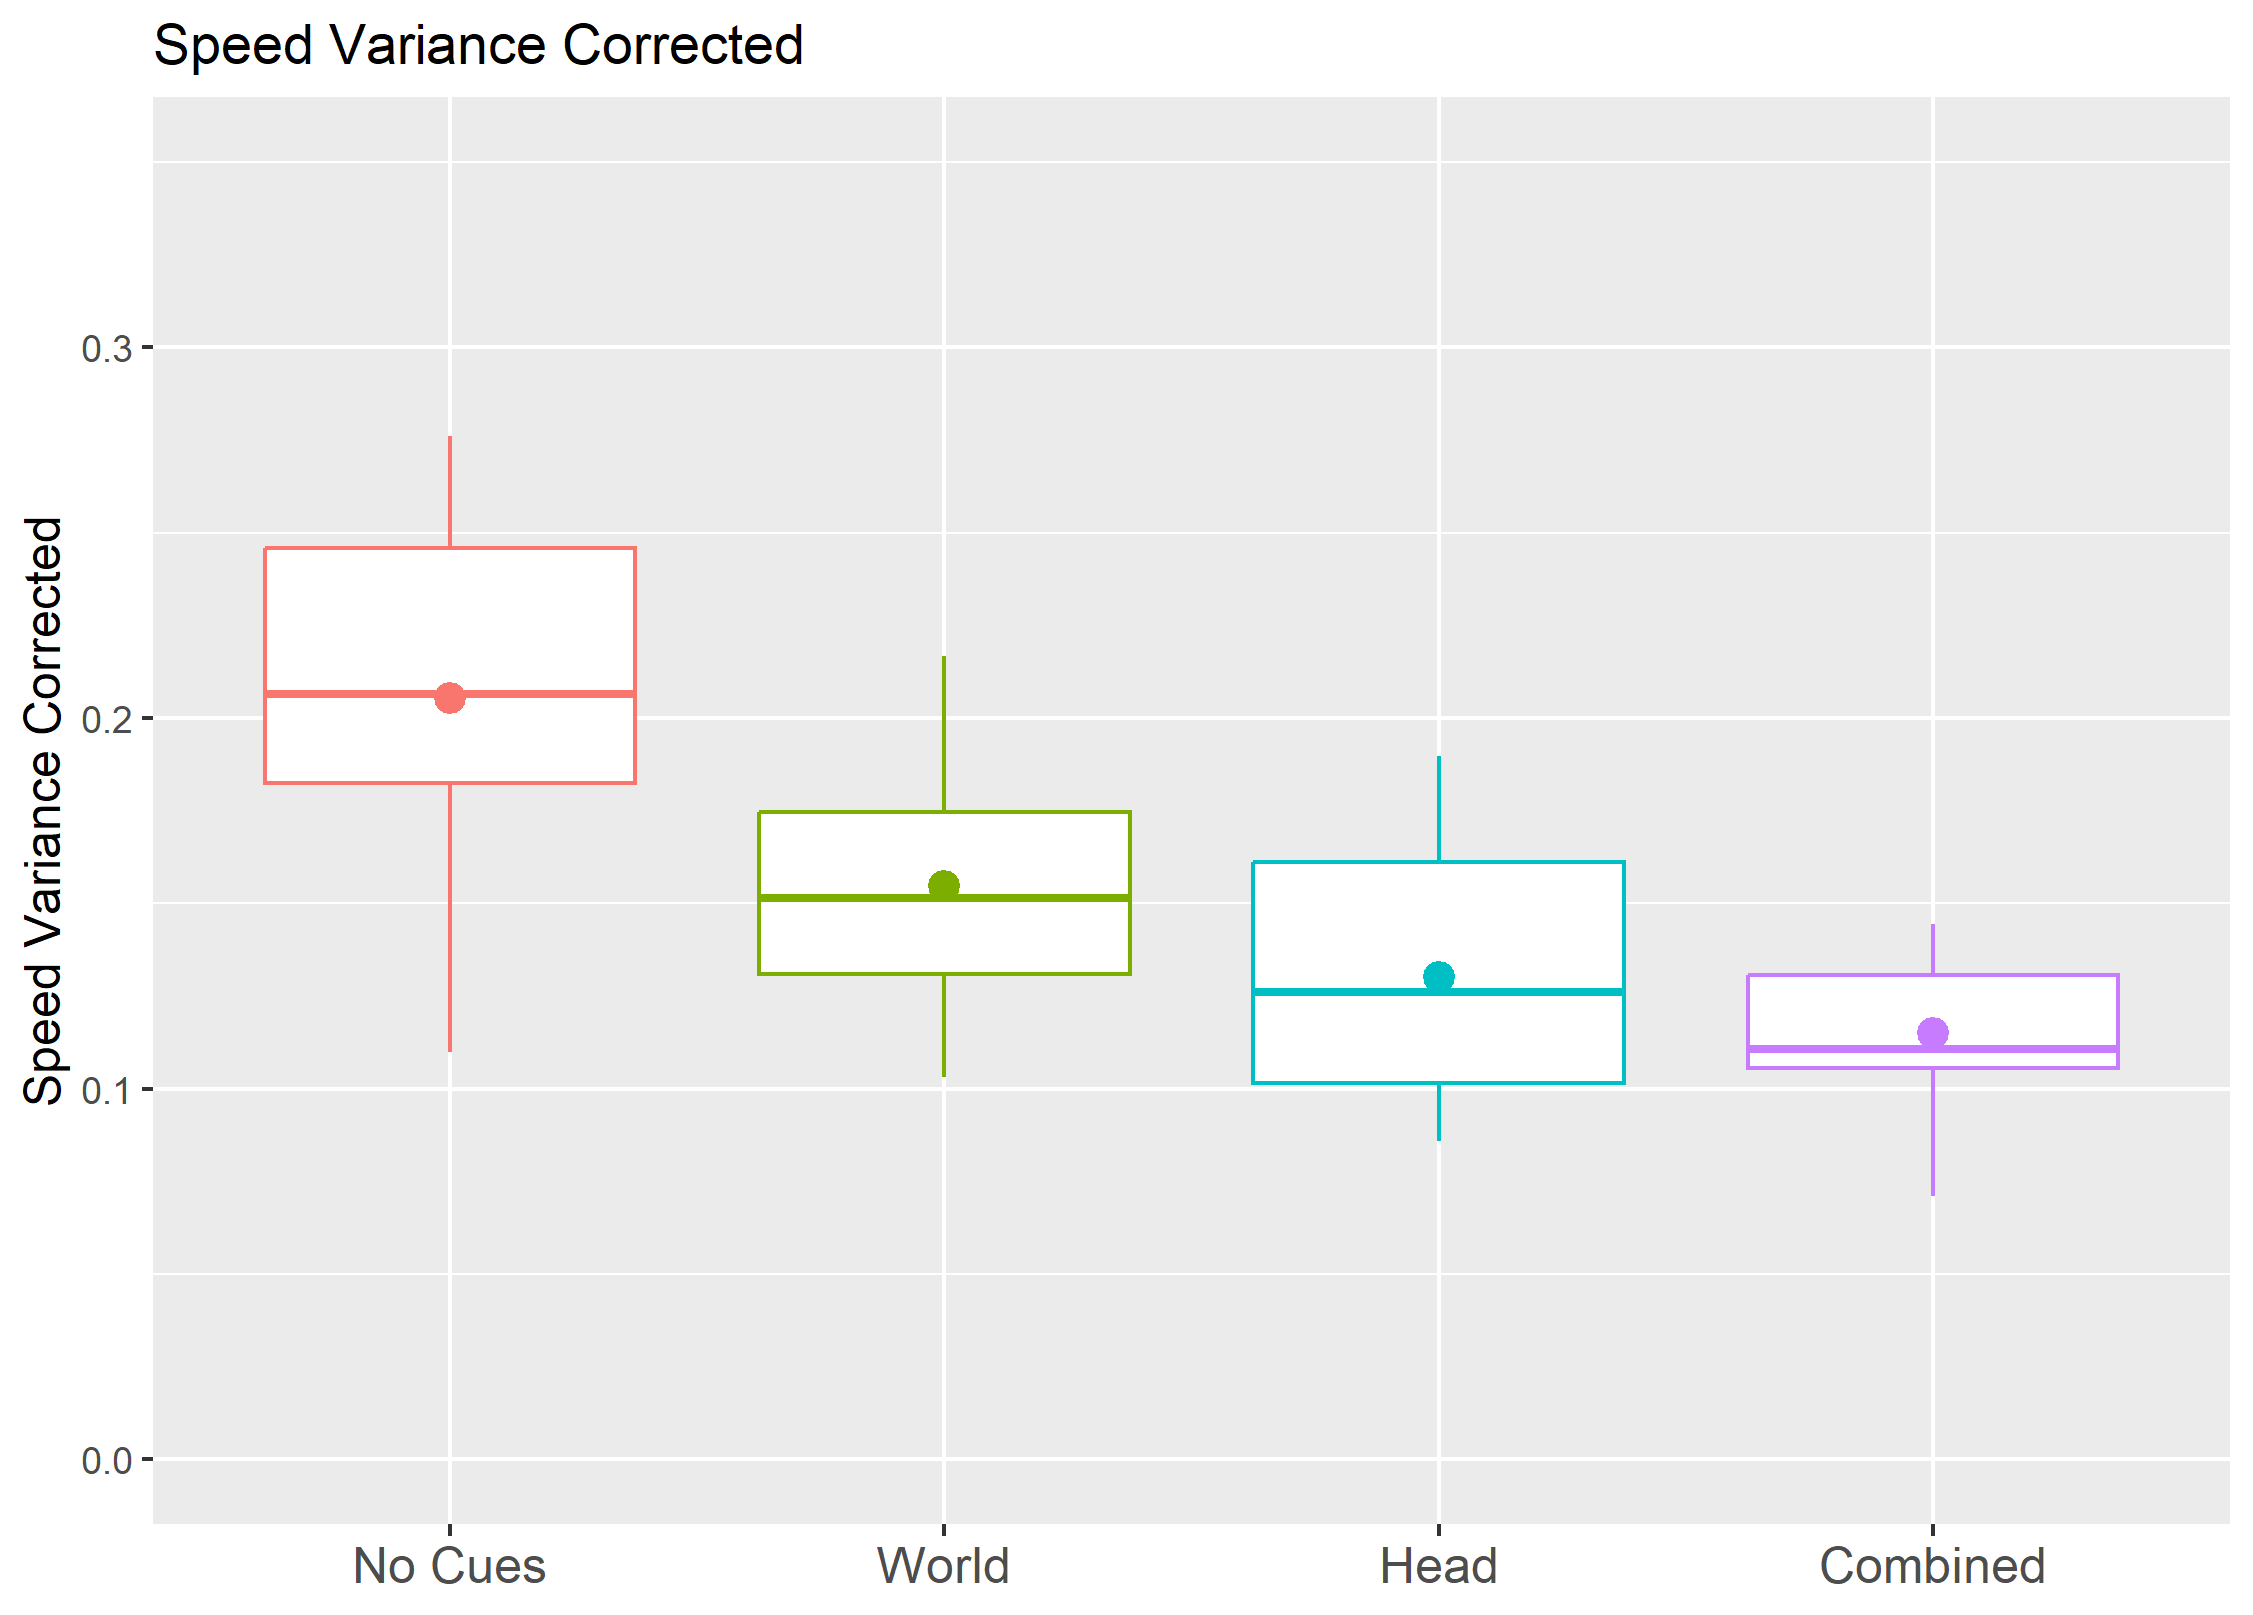 Speed Variance Corrected
Speed Variance Corrected
0.3
0.2
0.1
0.0
No Cues World Head Combined